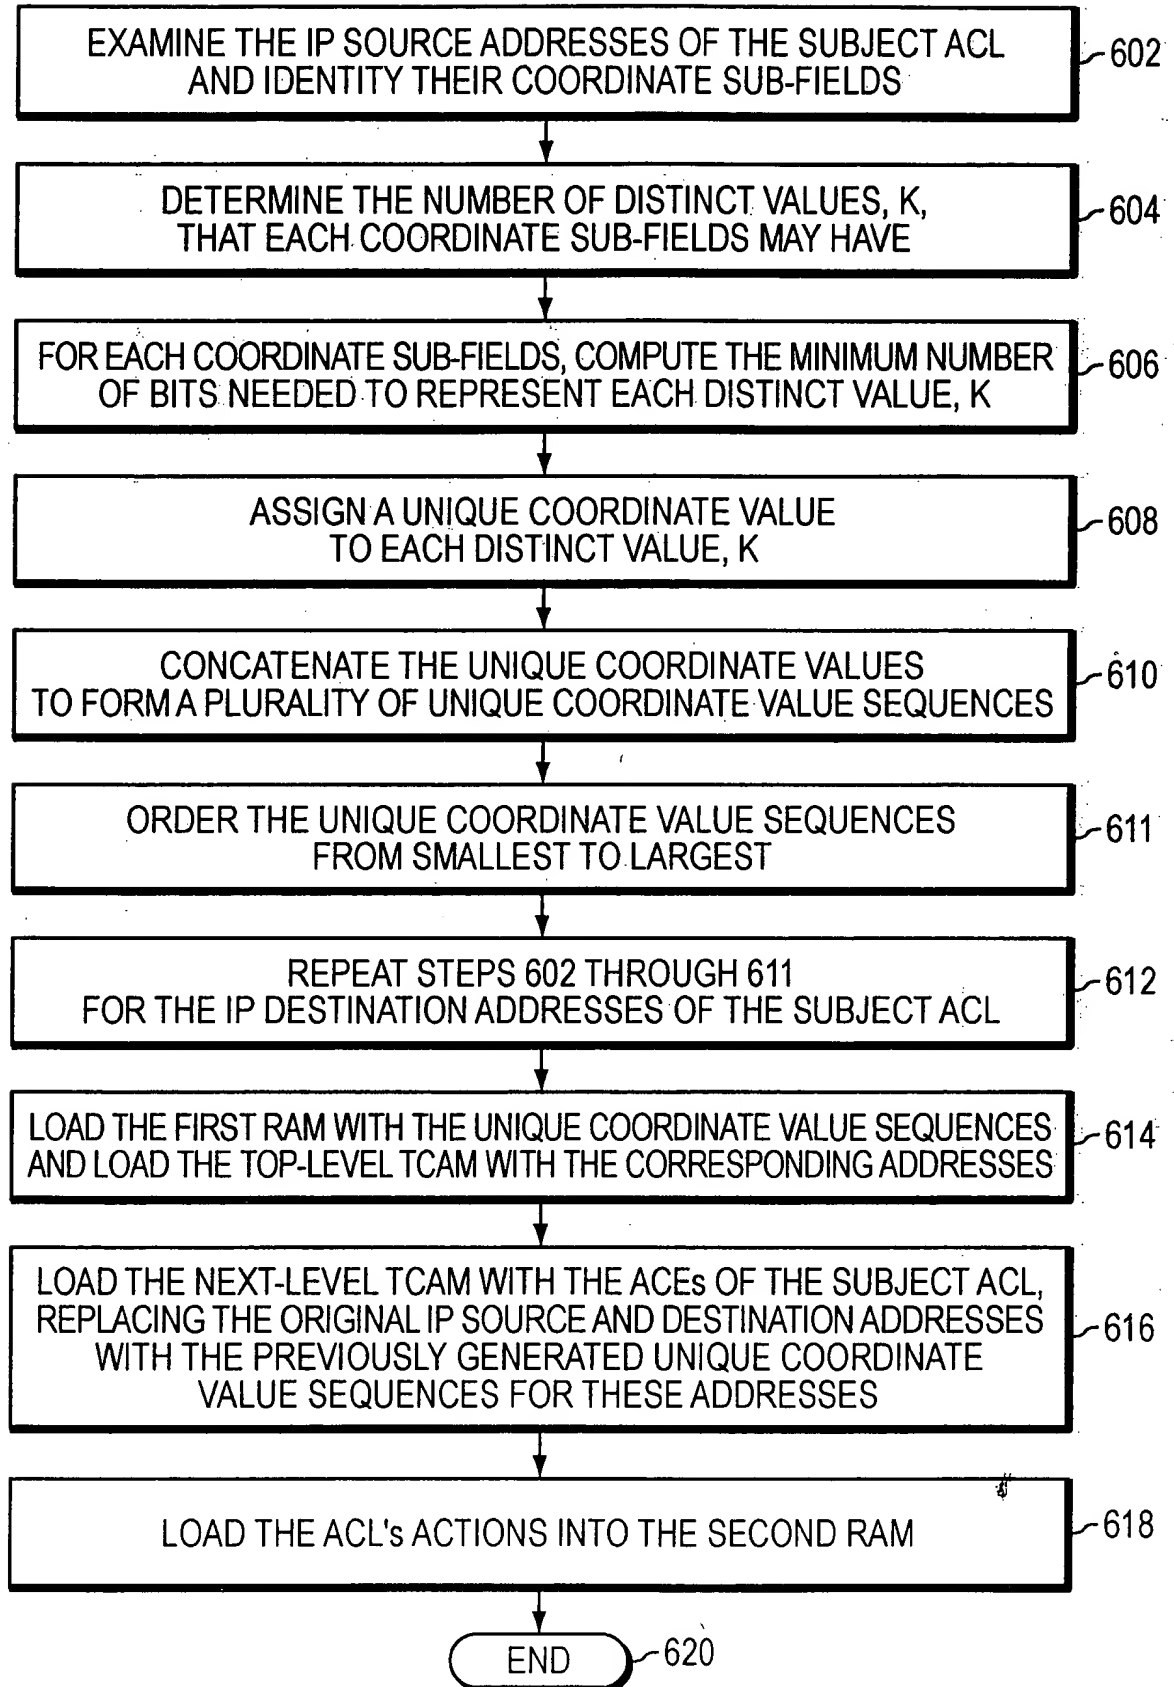 EXAMINE THE IP SOURCE ADDRESSES OF THE SUBJECT ACL
AND IDENTITY THEIR COORDINATE SUB-FIELDS
602
DETERMINE THE NUMBER OF DISTINCT VALUES, K,
THAT EACH COORDINATE SUB-FIELDS MAY HAVE
604
FOR EACH COORDINATE SUB-FIELDS, COMPUTE THE MINIMUM NUMBER
OF BITS NEEDED TO REPRESENT EACH DISTINCT VALUE, K
606
ASSIGN A UNIQUE COORDINATE VALUE
TO EACH DISTINCT VALUE, K
608
CONCATENATE THE UNIQUE COORDINATE VALUES
TO FORM A PLURALITY OF UNIQUE COORDINATE VALUE SEQUENCES
610
ORDER THE UNIQUE COORDINATE VALUE SEQUENCES
FROM SMALLEST TO LARGEST
611
REPEAT STEPS 602 THROUGH 611
FOR THE IP DESTINATION ADDRESSES OF THE SUBJECT ACL
612
LOAD THE FIRST RAM WITH THE UNIQUE COORDINATE VALUE SEQUENCES
AND LOAD THE TOP-LEVEL TCAM WITH THE CORRESPONDING ADDRESSES
614
LOAD THE NEXT-LEVEL TCAM WITH THE ACEs OF THE SUBJECT ACL,
REPLACING THE ORIGINAL IP SOURCE AND DESTINATION ADDRESSES
WITH THE PREVIOUSLY GENERATED UNIQUE COORDINATE
VALUE SEQUENCES FOR THESE ADDRESSES
616
LOAD THE ACL's ACTIONS INTO THE SECOND RAM
618
END
620